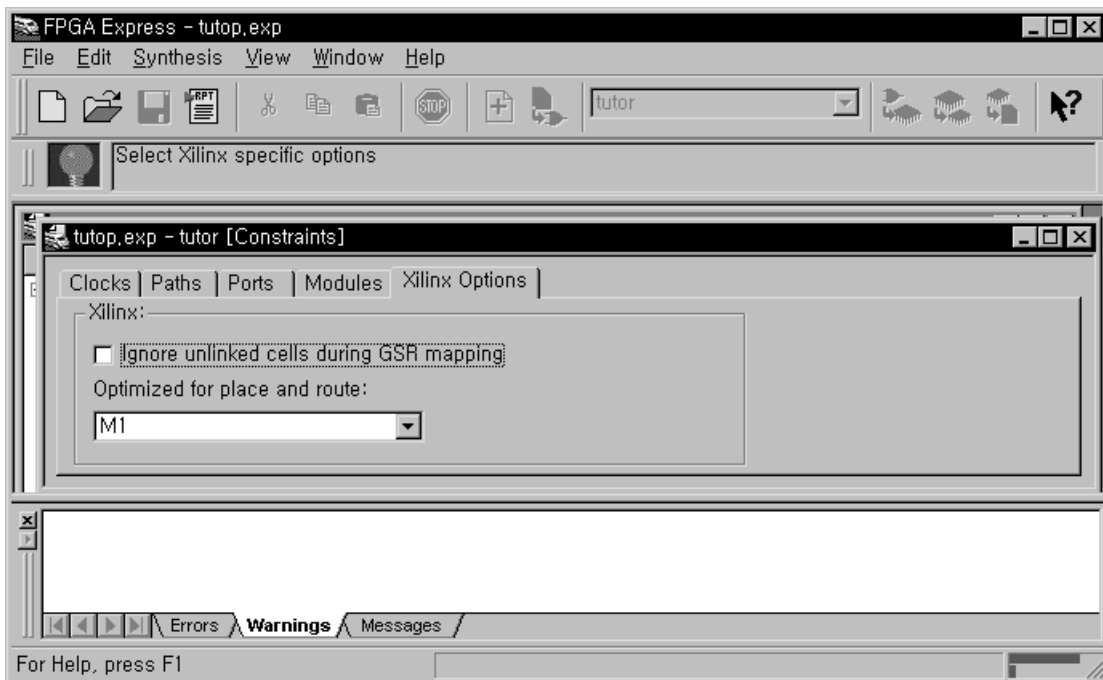 FPGA Express - tutop,exp
File Edit Synthesis View Window Help
RPT STOP tutor
Select Xilinx specific options
tutop,exp - tutor [Constraints]
Clocks Paths Ports Modules Xilinx Options
Xilinx:
Ignore unlinked cells during GSR mapping
Optimized for place and route:
M1
Errors Warnings Messages
For Help, press F1